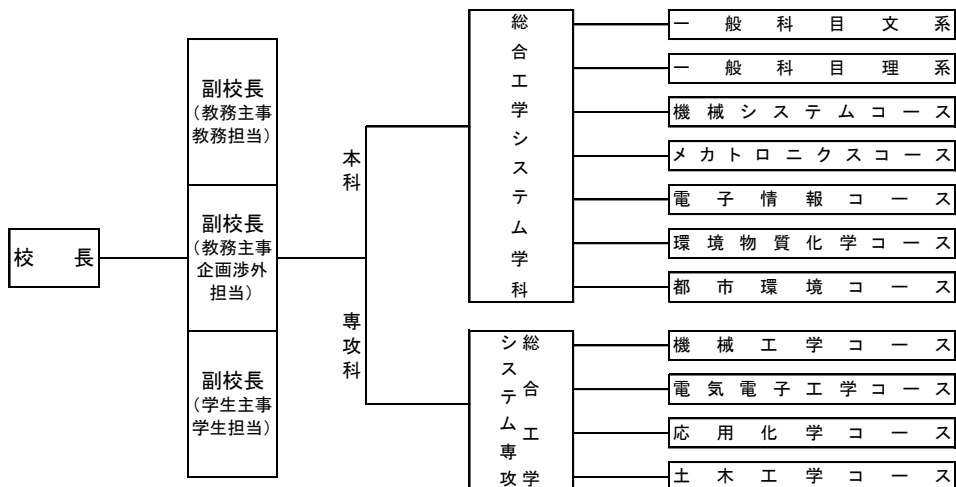 校長
副校長
（教務主事
教務担当）
副校長
（教務主事
企画渉外
担当）
副校長
（学生主事
学生担当）
本科
専攻科
総合工学システム学科
一般科目文系
一般科目理系
機械システムコース
メカトロニクスコース
電子情報コース
環境物質化学コース
都市環境コース
総合工学
システム専攻
機械工学コース
電気電子工学コース
応用化学コース
土木工学コース